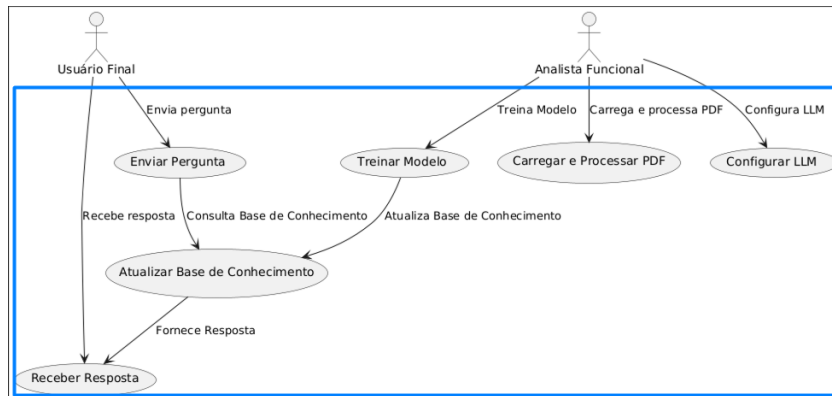 Usuário Final
Analista Funcional
Envia pergunta
Treina Modelo
Carrega e processa PDF
Configura LLM
Enviar Pergunta
Treinar Modelo
Carregar e Processar PDF
Configurar LLM
Recebe resposta
Consulta Base de Conhecimento
Atualiza Base de Conhecimento
Atualizar Base de Conhecimento
Fornece Resposta
Receber Resposta